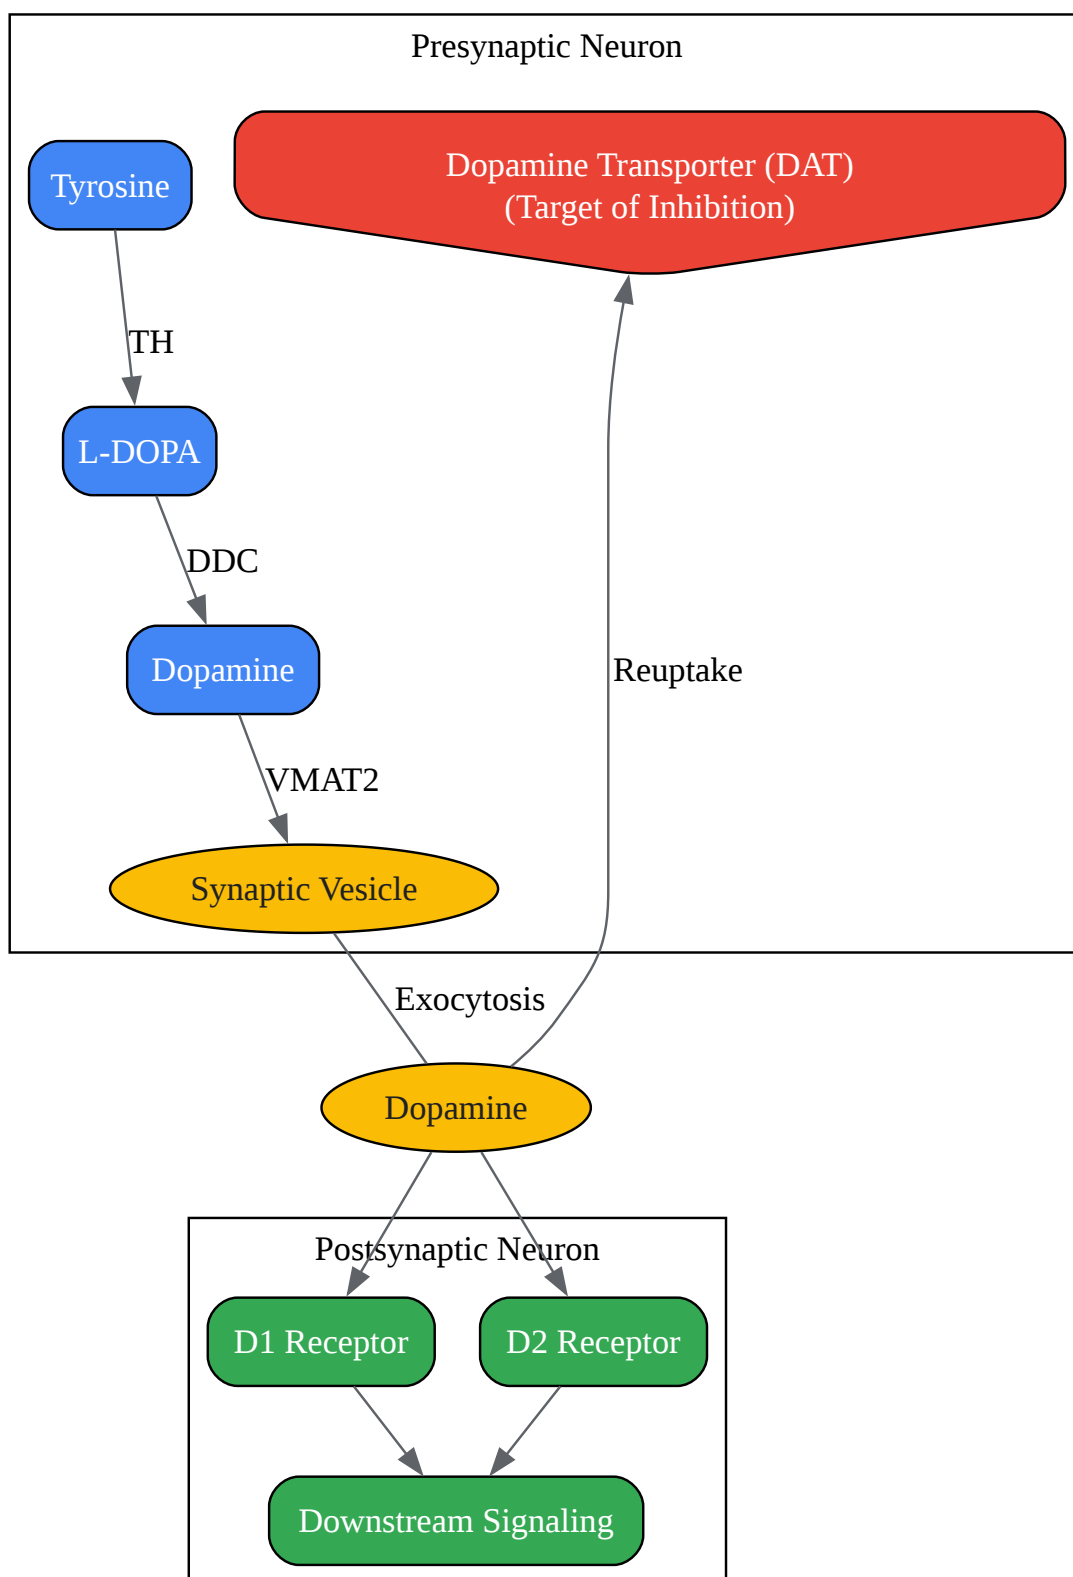 Presynaptic Neuron
Tyrosine
Dopamine Transporter (DAT)
(Target of Inhibition)
TH
L-DOPA
DDC
Dopamine
Reuptake
VMAT2
Synaptic Vesicle
Exocytosis
Dopamine
Postsynaptic Neuron
D1 Receptor
D2 Receptor
Downstream Signaling